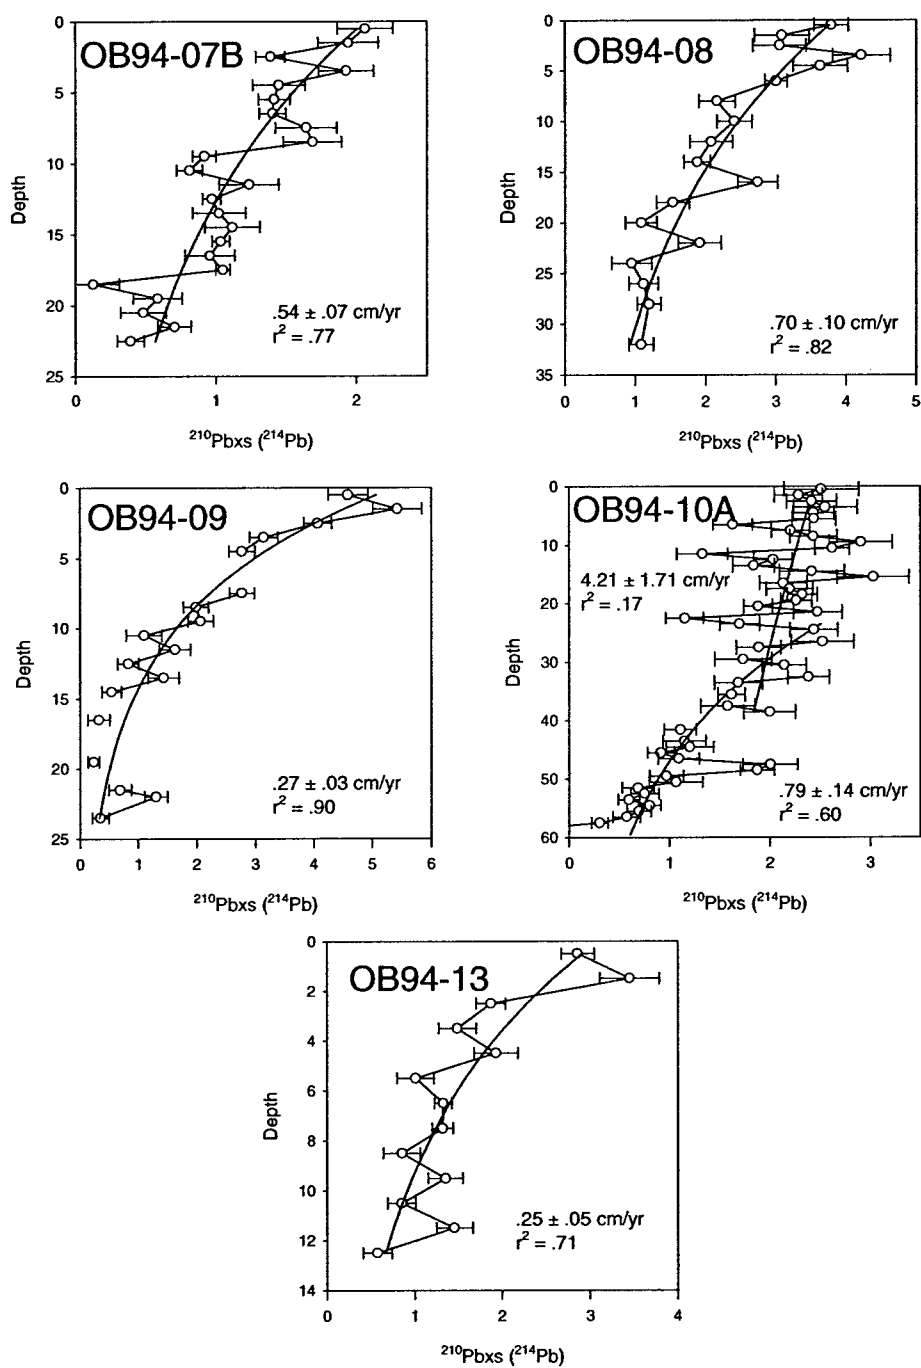 OB94-07B
0
5
10
15
20
25
Depth
.54 ± .07 cm/yr
r² = .77
0
1
2
²¹⁰Pbxs (²¹⁴Pb)
OB94-08
0
5
10
15
20
25
30
35
Depth
.70 ± .10 cm/yr
r² = .82
0
1
2
3
4
5
²¹⁰Pbxs (²¹⁴Pb)
OB94-09
0
5
10
15
20
25
Depth
.27 ± .03 cm/yr
r² = .90
0
1
2
3
4
5
6
²¹⁰Pbxs (²¹⁴Pb)
OB94-10A
0
10
20
30
40
50
60
Depth
4.21 ± 1.71 cm/yr
r² = .17
.79 ± .14 cm/yr
r² = .60
0
1
2
3
²¹⁰Pbxs (²¹⁴Pb)
OB94-13
0
2
4
6
8
10
12
14
Depth
.25 ± .05 cm/yr
r² = .71
0
1
2
3
4
²¹⁰Pbxs (²¹⁴Pb)